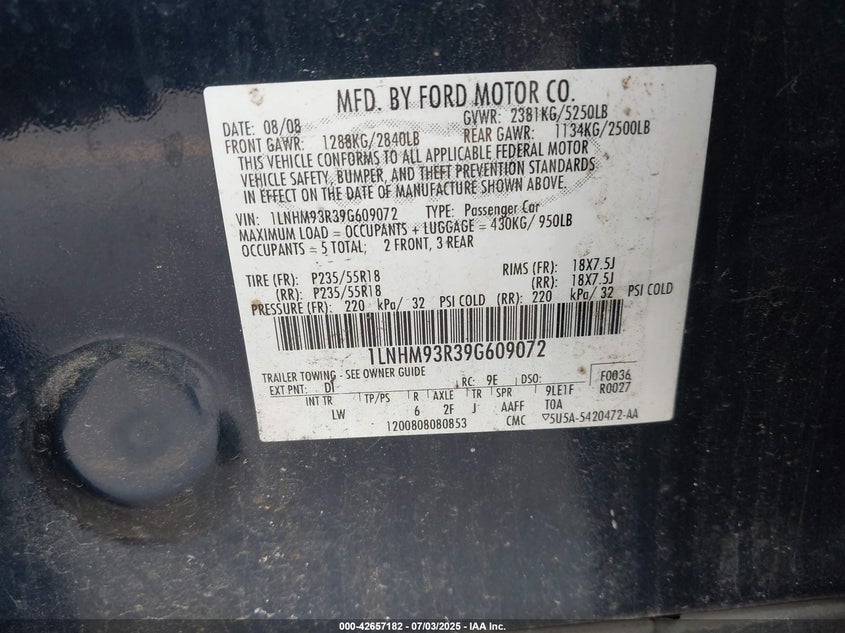 MFD. BY FORD MOTOR CO.
DATE: 08/08 GVWR: 2381KG/5250LB
FRONT GAWR: 1288KG/2840LB REAR GAWR: 1134KG/2500LB
THIS VEHICLE CONFORMS TO ALL APPLICABLE FEDERAL MOTOR
VEHICLE SAFETY, BUMPER, AND THEFT PREVENTION STANDARDS
IN EFFECT ON THE DATE OF MANUFACTURE SHOWN ABOVE.
VIN: 1LNHM93R39G609072 TYPE: Passenger Car
MAXIMUM LOAD = OCCUPANTS + LUGGAGE = 430KG/ 950LB
OCCUPANTS = 5 TOTAL; 2 FRONT, 3 REAR
TIRE (FR): P235/55R18 RIMS (FR): 18X7.5J
(RR): P235/55R18 (RR): 18X7.5J
PRESSURE (FR): 220 kPa/ 32 PSI COLD (RR): 220 kPa/ 32 PSI COLD
1LNHM93R39G609072
TRAILER TOWING - SEE OWNER GUIDE
EXT PNT: DT RC: 9E DSO: F0036
INT TR TP/PS R AXLE TR SPR 9LE1F R0027
LW 6 2F J AAFF T0A
1200808080853 CMC ▽5U5A-5420472-AA
000-42657182 - 07/03/2025 - IAA Inc.